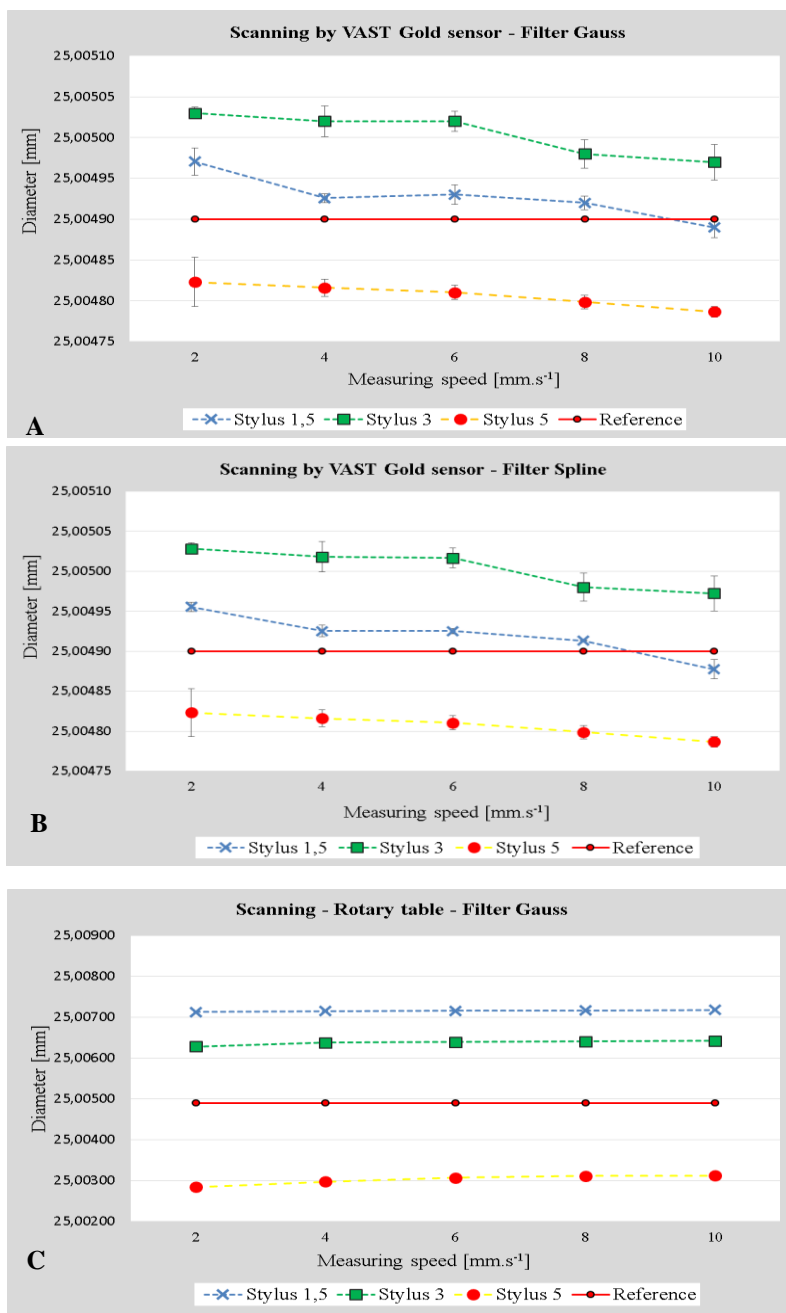 Scanning by VAST Gold sensor - Filter Gauss
25,00510
25,00505
25,00500
25,00495
25,00490
25,00485
25,00480
25,00475
Diameter [mm]
2 4 6 8 10
Measuring speed [mm.s⁻¹]
Stylus 1,5 Stylus 3 Stylus 5 Reference
A
Scanning by VAST Gold sensor - Filter Spline
25,00510
25,00505
25,00500
25,00495
25,00490
25,00485
25,00480
25,00475
Diameter [mm]
2 4 6 8 10
Measuring speed [mm.s⁻¹]
B
Stylus 1,5 Stylus 3 Stylus 5 Reference
Scanning - Rotary table - Filter Gauss
25,00900
25,00800
25,00700
25,00600
25,00500
25,00400
25,00300
25,00200
Diameter [mm]
2 4 6 8 10
Measuring speed [mm.s⁻¹]
C
Stylus 1,5 Stylus 3 Stylus 5 Reference